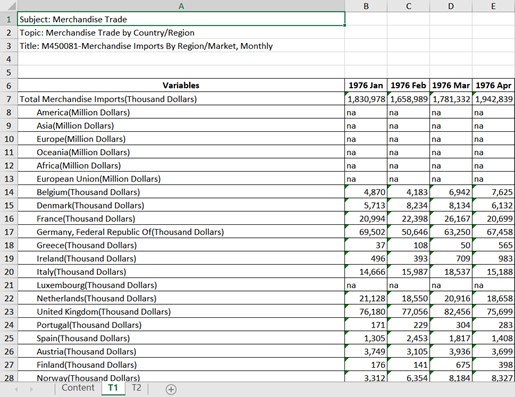 A B C D E
1 Subject: Merchandise Trade
2 Topic: Merchandise Trade by Country/Region
3 Title: M450081-Merchandise Imports By Region/Market, Monthly
4
5
6 Variables 1976 Jan 1976 Feb 1976 Mar 1976 Apr
7 Total Merchandise Imports(Thousand Dollars) 1,830,978 1,658,989 1,781,332 1,942,839
8 America(Million Dollars) na na na na
9 Asia(Million Dollars) na na na na
10 Europe(Million Dollars) na na na na
11 Oceania(Million Dollars) na na na na
12 Africa(Million Dollars) na na na na
13 European Union(Million Dollars) na na na na
14 Belgium(Thousand Dollars) 4,870 4,183 6,942 7,625
15 Denmark(Thousand Dollars) 5,713 8,234 8,134 6,132
16 France(Thousand Dollars) 20,994 22,398 26,167 20,699
17 Germany, Federal Republic Of(Thousand Dollars) 69,502 50,646 63,250 67,458
18 Greece(Thousand Dollars) 37 108 50 565
19 Ireland(Thousand Dollars) 496 393 709 983
20 Italy(Thousand Dollars) 14,666 15,987 18,537 15,188
21 Luxembourg(Thousand Dollars) na na na na
22 Netherlands(Thousand Dollars) 21,128 18,550 20,916 18,658
23 United Kingdom(Thousand Dollars) 76,180 77,056 82,456 75,699
24 Portugal(Thousand Dollars) 171 229 304 283
25 Spain(Thousand Dollars) 1,305 2,453 1,817 1,408
26 Austria(Thousand Dollars) 3,749 3,105 3,936 3,699
27 Finland(Thousand Dollars) 176 141 675 398
28 Norway(Thousand Dollars) 3,312 6,354 8,184 8,327
Content T1 T2